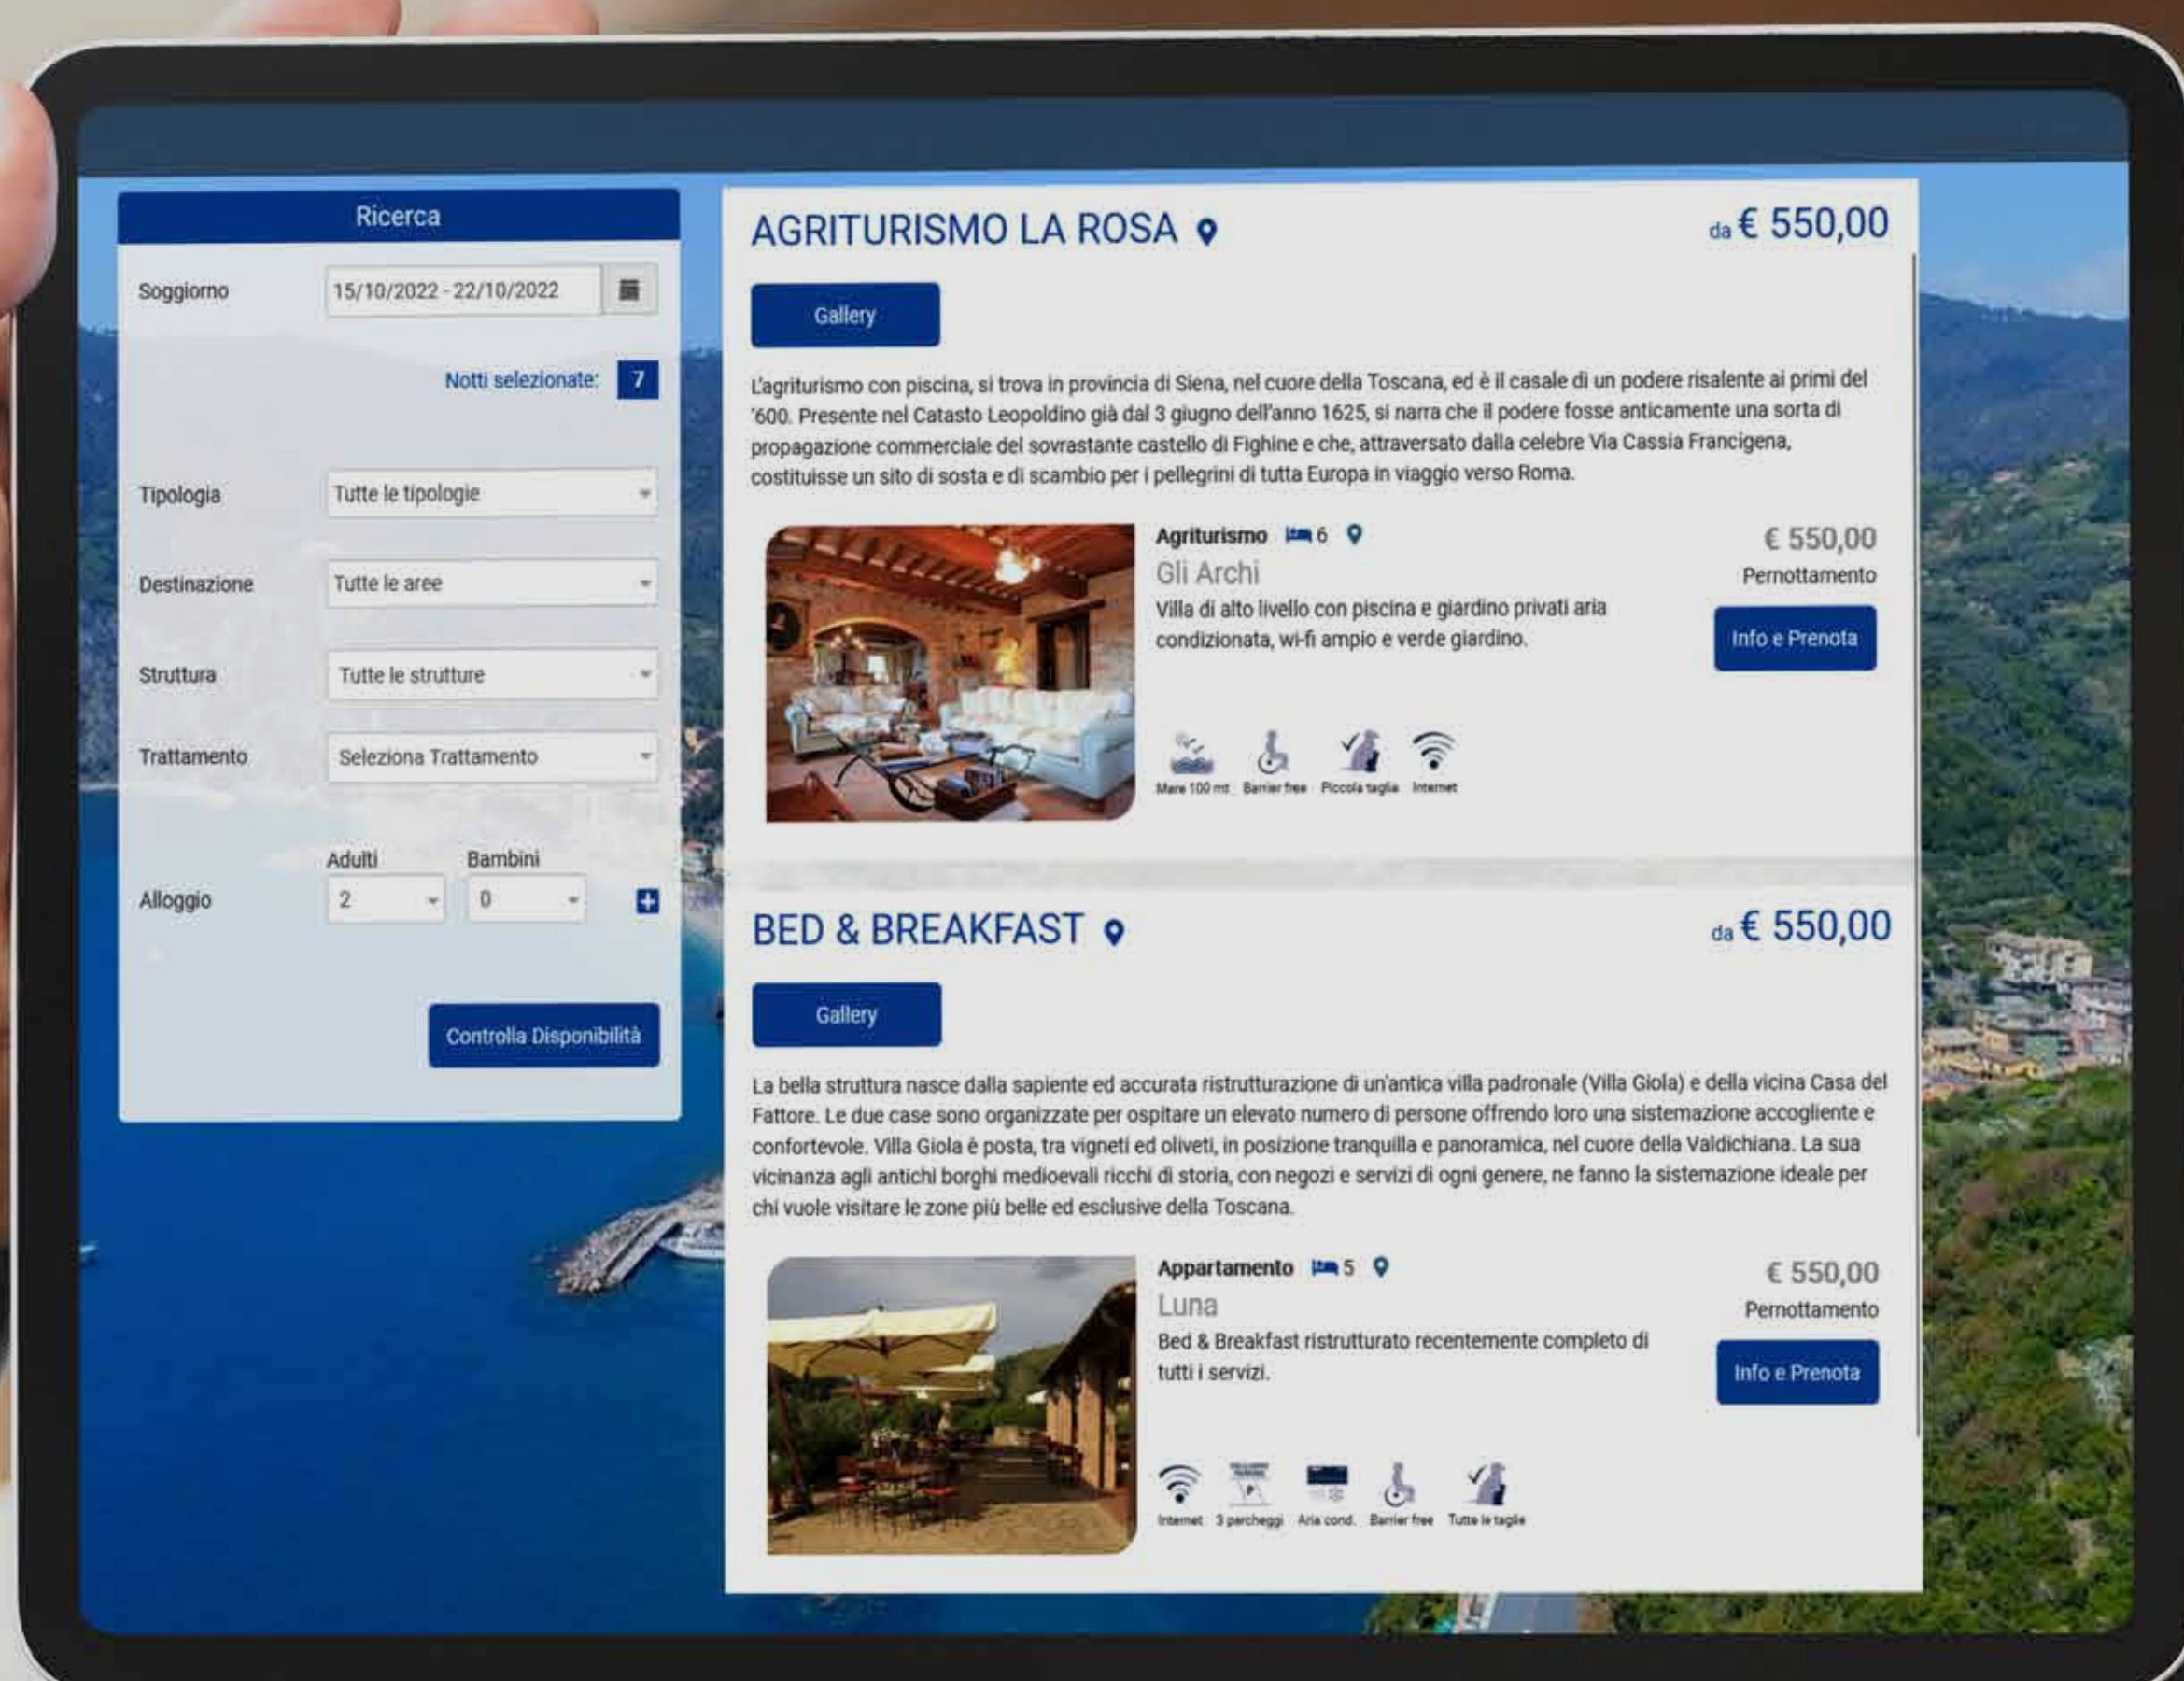 Ricerca
Soggiorno
15/10/2022 - 22/10/2022
Notti selezionate: 7
Tipologia
Tutte le tipologie
Destinazione
Tutte le aree
Struttura
Tutte le strutture
Trattamento
Seleziona Trattamento
Adulti Bambini
Alloggio
2 0
Controlla Disponibilità
AGRITURISMO LA ROSA
da € 550,00
Gallery
L'agriturismo con piscina, si trova in provincia di Siena, nel cuore della Toscana, ed è il casale di un podere risalente ai primi del
'600. Presente nel Catasto Leopoldino già dal 3 giugno dell'anno 1625, si narra che il podere fosse anticamente una sorta di
propagazione commerciale del sovrastante castello di Fighine e che, attraversato dalla celebre Via Cassia Francigena,
costituisse un sito di sosta e di scambio per i pellegrini di tutta Europa in viaggio verso Roma.
Agriturismo 6
Gli Archi
Villa di alto livello con piscina e giardino privati aria
condizionata, wi-fi ampio e verde giardino.
€ 550,00
Pernottamento
Info e Prenota
Mare 100 mt Barrier free Piccola taglia Internet
BED & BREAKFAST
da € 550,00
Gallery
La bella struttura nasce dalla sapiente ed accurata ristrutturazione di un'antica villa padronale (Villa Giola) e della vicina Casa del
Fattore. Le due case sono organizzate per ospitare un elevato numero di persone offrendo loro una sistemazione accogliente e
confortevole. Villa Giola è posta, tra vigneti ed oliveti, in posizione tranquilla e panoramica, nel cuore della Valdichiana. La sua
vicinanza agli antichi borghi medioevali ricchi di storia, con negozi e servizi di ogni genere, ne fanno la sistemazione ideale per
chi vuole visitare le zone più belle ed esclusive della Toscana.
Appartamento 5
Luna
Bed & Breakfast ristrutturato recentemente completo di
tutti i servizi.
€ 550,00
Pernottamento
Info e Prenota
Internet 3 parcheggi Aria cond. Barrier free Tutte le taglie